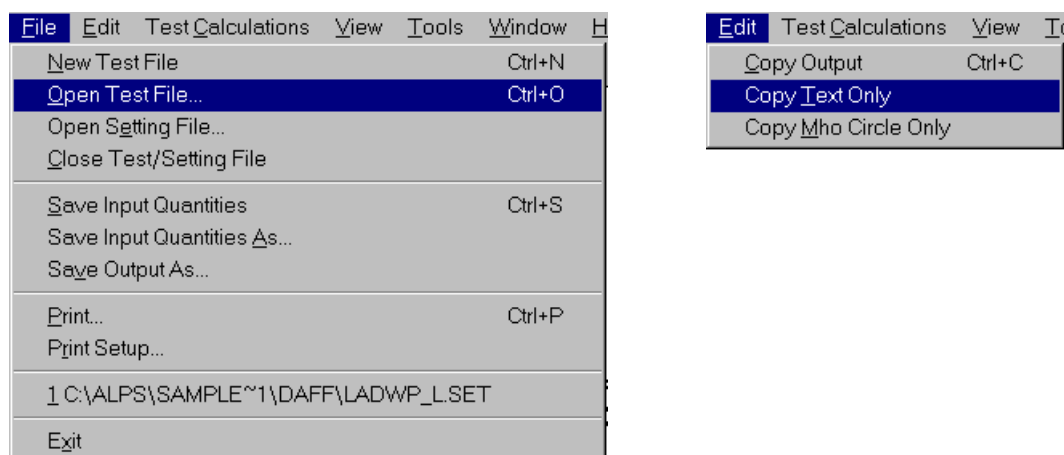 File Edit Test Calculations View Tools Window H
New Test File Ctrl+N
Open Test File... Ctrl+O
Open Setting File...
Close Test/Setting File
Save Input Quantities Ctrl+S
Save Input Quantities As...
Save Output As...
Print... Ctrl+P
Print Setup...
1 C:\ALPS\SAMPLE~1\DAFF\LADWP_L.SET
Exit
Edit Test Calculations View To
Copy Output Ctrl+C
Copy Text Only
Copy Mho Circle Only